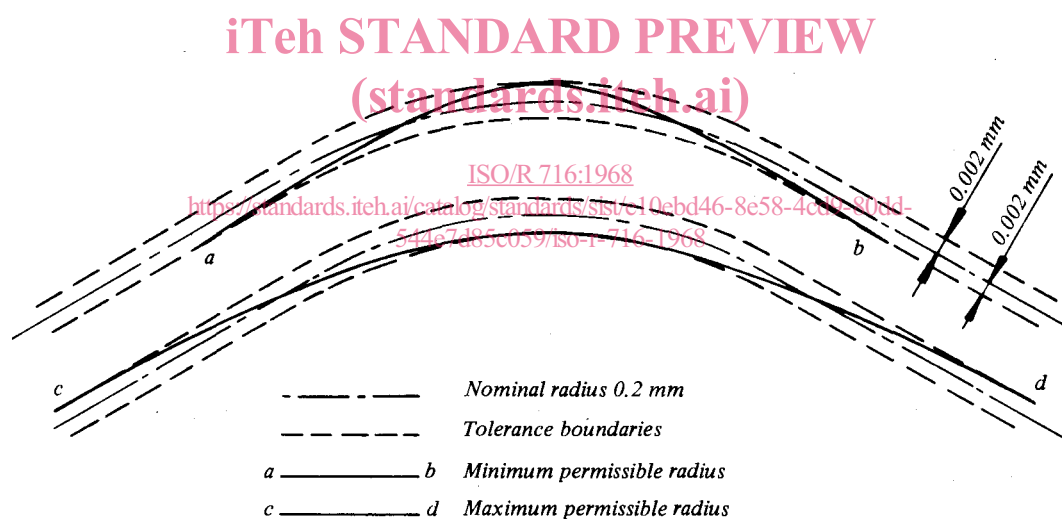 iTeh STANDARD PREVIEW
(standards.iteh.ai)
ISO/R 716:1968
https://standards.iteh.ai/catalog/standards/sist/e10ebd46-8e58-4cd9-80dd-
544e7d85c059/iso-r-716-1968
0.002 mm
0.002 mm
a
b
c
d
Nominal radius 0.2 mm
Tolerance boundaries
a b Minimum permissible radius
c d Maximum permissible radius